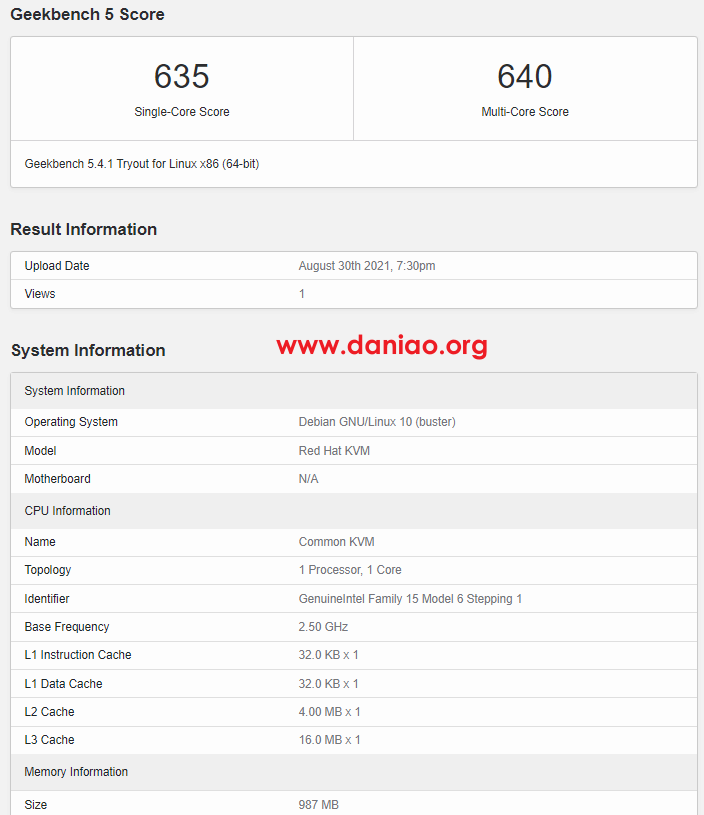 Geekbench 5 Score
635
640
Single-Core Score
Multi-Core Score
Geekbench 5.4.1 Tryout for Linux x86 (64-bit)
Result Information
Upload Date August 30th 2021, 7:30pm
Views 1
www.daniao.org
System Information
System Information
Operating System Debian GNU/Linux 10 (buster)
Model Red Hat KVM
Motherboard N/A
CPU Information
Name Common KVM
Topology 1 Processor, 1 Core
Identifier GenuineIntel Family 15 Model 6 Stepping 1
Base Frequency 2.50 GHz
L1 Instruction Cache 32.0 KB x 1
L1 Data Cache 32.0 KB x 1
L2 Cache 4.00 MB x 1
L3 Cache 16.0 MB x 1
Memory Information
Size 987 MB